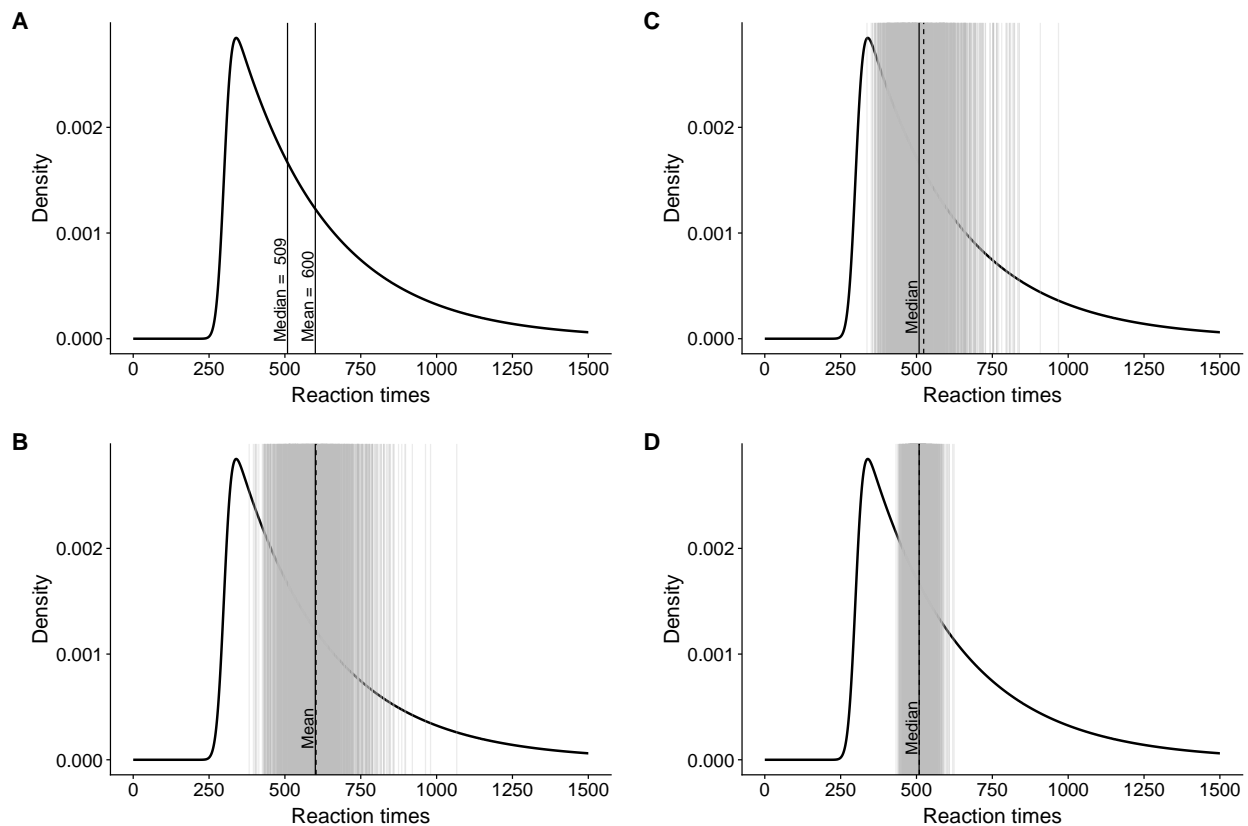 A
Density
0.002
0.001
0.000
Median = 509
Mean = 600
0 250 500 750 1000 1250 1500
Reaction times
C
Density
0.002
0.001
0.000
Median
0 250 500 750 1000 1250 1500
Reaction times
B
Density
0.002
0.001
0.000
Mean
0 250 500 750 1000 1250 1500
Reaction times
D
Density
0.002
0.001
0.000
Median
0 250 500 750 1000 1250 1500
Reaction times